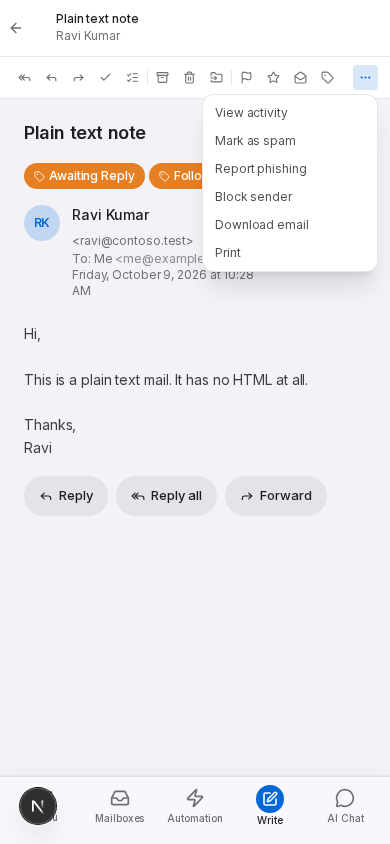 Plain text note
Ravi Kumar
View activity
Mark as spam
Report phishing
Block sender
Download email
Print
Plain text note
Awaiting Reply
RK
Ravi Kumar
<ravi@contoso.test>
To: Me <me@example
Friday, October 9, 2026 at 10:28
AM
Hi,
This is a plain text mail. It has no HTML at all.
Thanks,
Ravi
Reply Reply all Forward
N
Mailboxes Automation Write AI Chat